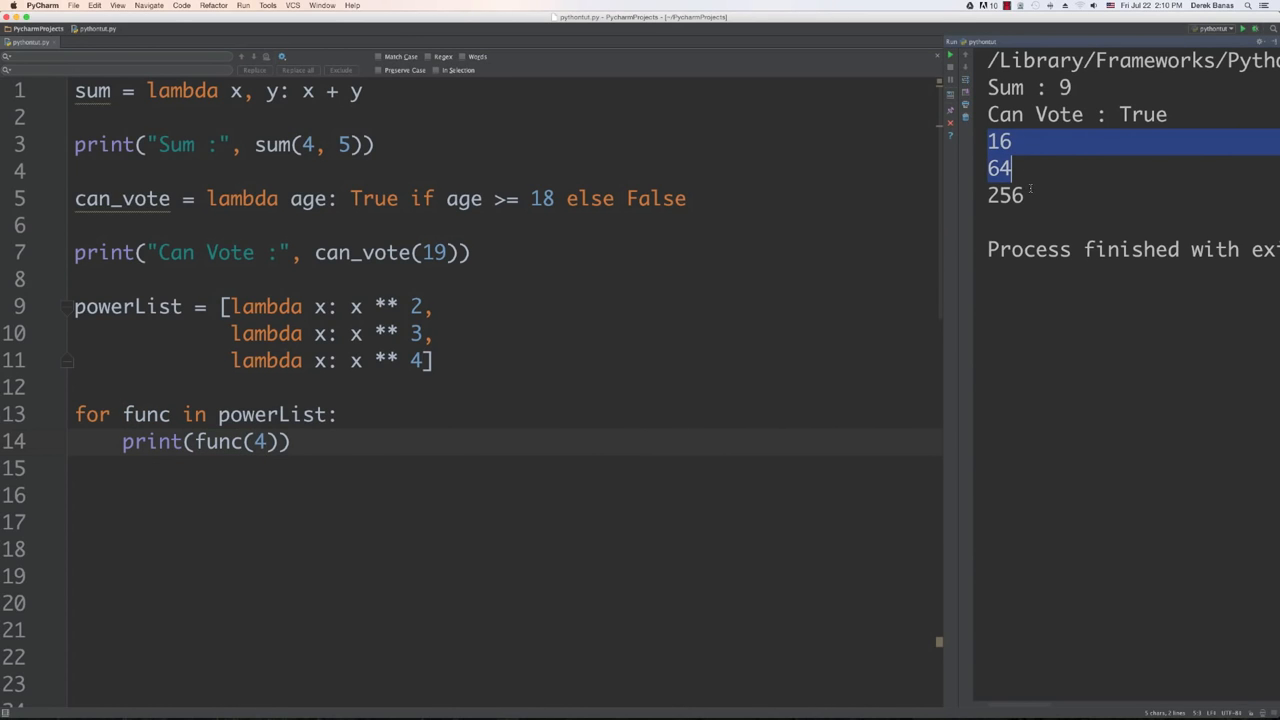 PyCharm File Edit View Navigate Code Refactor Run Tools VCS Window Help
10 Fri Jul 22 2:10 PM Derek Banas
pythontut.py - PycharmProjects - [~/PycharmProjects]
PycharmProjects pythontut.py
pythontut
pythontut.py
Run pythontut
Match Case Regex Words
Replace Replace all Exclude Preserve Case In Selection
1 sum = lambda x, y: x + y
2
3 print("Sum :", sum(4, 5))
4
5 can_vote = lambda age: True if age >= 18 else False
6
7 print("Can Vote :", can_vote(19))
8
9 powerList = [lambda x: x ** 2,
10 lambda x: x ** 3,
11 lambda x: x ** 4]
12
13 for func in powerList:
14 print(func(4))
15
16
17
18
19
20
21
22
23
/Library/Frameworks/Pytho
Sum : 9
Can Vote : True
16
64
256
Process finished with ex
5 chars, 2 lines 5:3 LF÷ UTF-8÷